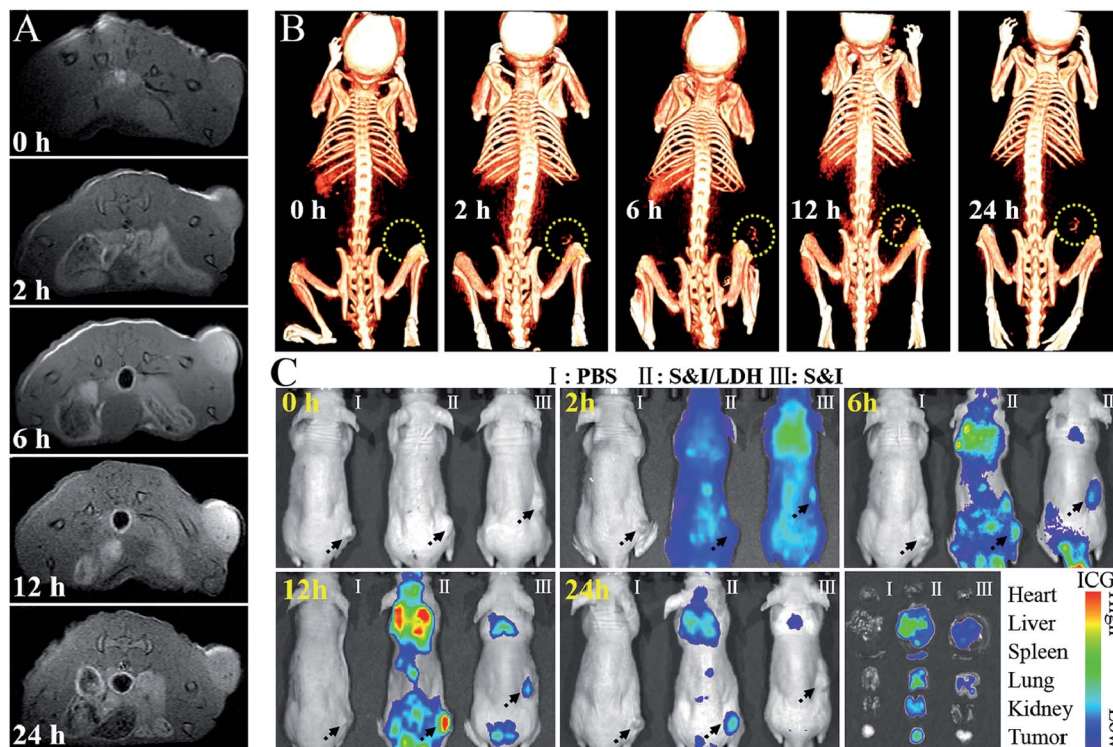 A
0 h
2 h
6 h
12 h
24 h
B
0 h
2 h
6 h
12 h
24 h
C
Ⅰ : PBS Ⅱ: S&I/LDH Ⅲ: S&I
0 h
Ⅰ Ⅱ Ⅲ
2h
Ⅰ Ⅱ Ⅲ
6h
Ⅰ Ⅱ Ⅲ
12h
Ⅰ Ⅱ Ⅲ
24h
Ⅰ Ⅱ Ⅲ
Ⅰ Ⅱ Ⅲ
Heart
Liver
Spleen
Lung
Kidney
Tumor
ICG
High